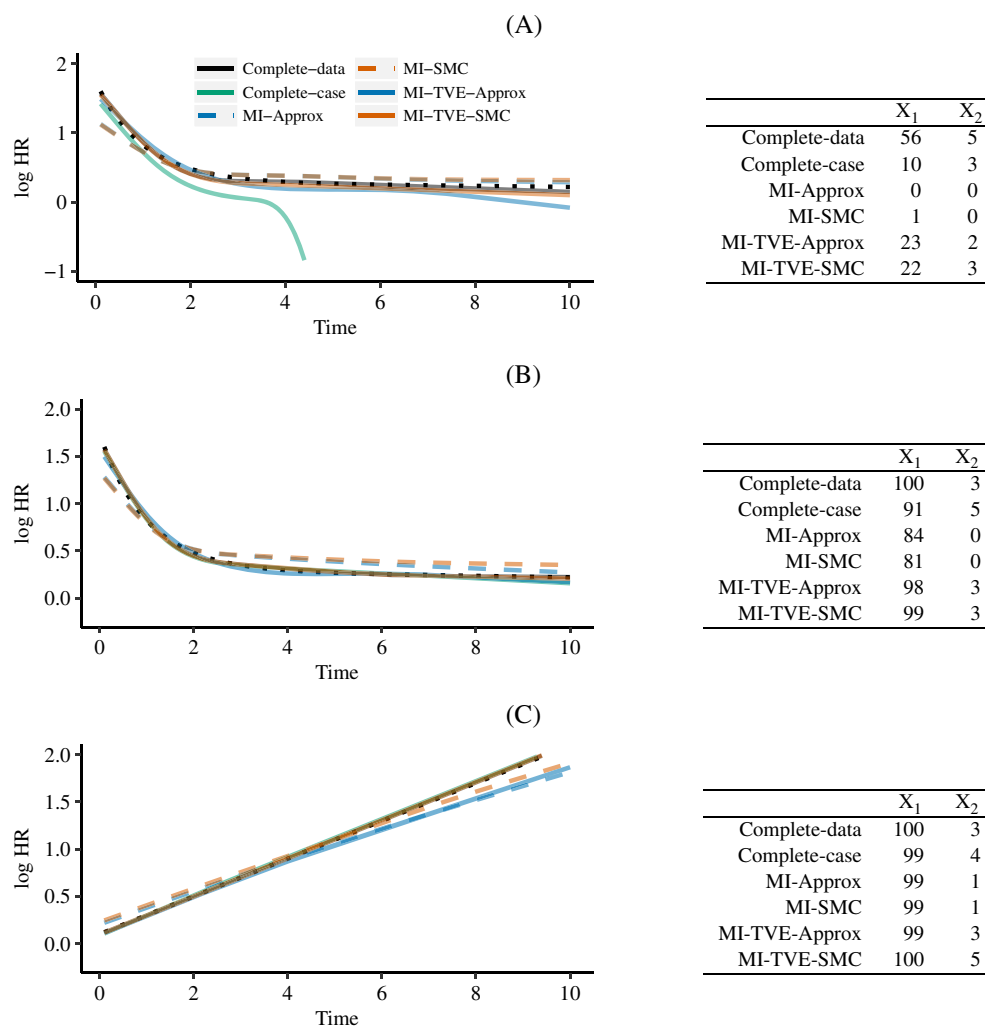 (A)
2
1
0
−1
log HR
Complete−data
Complete−case
MI−Approx
MI−SMC
MI−TVE−Approx
MI−TVE−SMC
0 2 4 6 8 10
Time
X1 X2
Complete-data 56 5
Complete-case 10 3
MI-Approx 0 0
MI-SMC 1 0
MI-TVE-Approx 23 2
MI-TVE-SMC 22 3
(B)
2.0
1.5
1.0
0.5
0.0
log HR
0 2 4 6 8 10
Time
X1 X2
Complete-data 100 3
Complete-case 91 5
MI-Approx 84 0
MI-SMC 81 0
MI-TVE-Approx 98 3
MI-TVE-SMC 99 3
(C)
2.0
1.5
1.0
0.5
0.0
log HR
0 2 4 6 8 10
Time
X1 X2
Complete-data 100 3
Complete-case 99 4
MI-Approx 99 1
MI-SMC 99 1
MI-TVE-Approx 99 3
MI-TVE-SMC 100 5